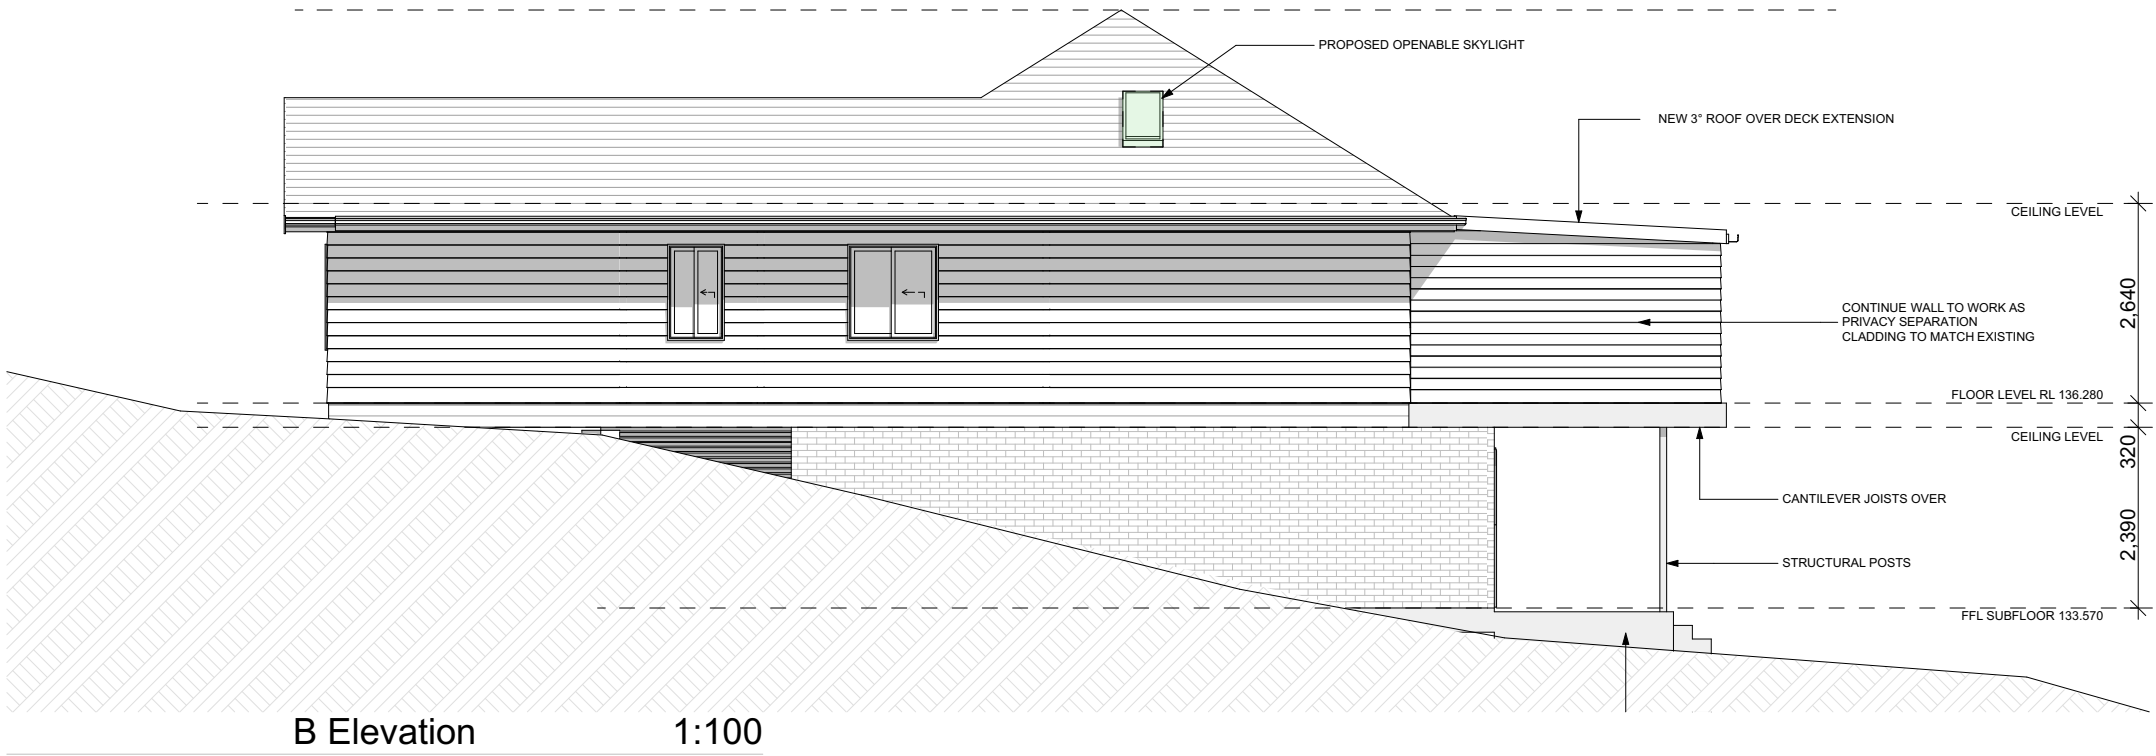 PROPOSED OPENABLE SKYLIGHT
NEW 3° ROOF OVER DECK EXTENSION
CEILING LEVEL
2,640
CONTINUE WALL TO WORK AS
PRIVACY SEPARATION
CLADDING TO MATCH EXISTING
FLOOR LEVEL RL 136.280
CEILING LEVEL
320
CANTILEVER JOISTS OVER
2,390
STRUCTURAL POSTS
FFL SUBFLOOR 133.570
B Elevation 1:100